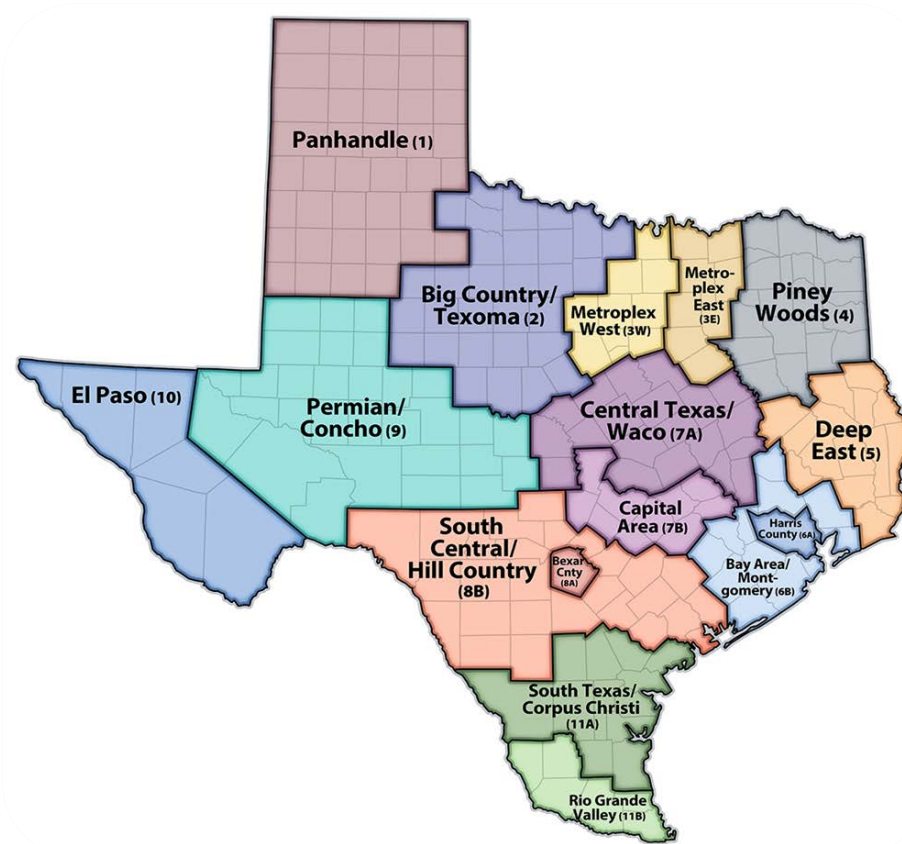 Panhandle (1)
Big Country/
Texoma (2)
Metroplex
West (3W)
Metro-
plex
East
(3E)
Piney
Woods (4)
El Paso (10)
Permian/
Concho (9)
Central Texas/
Waco (7A)
Deep
East (5)
Capital
Area
(7B)
Harris
County (6A)
Bay Area/
Mont-
gomery (6B)
South
Central/
Hill Country
(8B)
Bexar
Cnty
(8A)
South Texas/
Corpus Christi
(11A)
Rio Grande
Valley (11B)